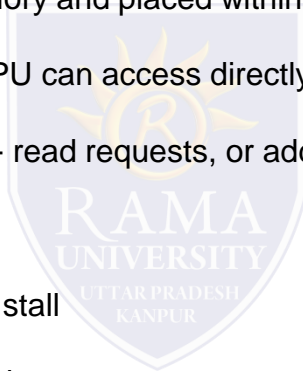 ory and placed within
PU can access directly
- read requests, or add
RAMA
UNIVERSITY
UTTAR PRADESH
KANPUR
stall